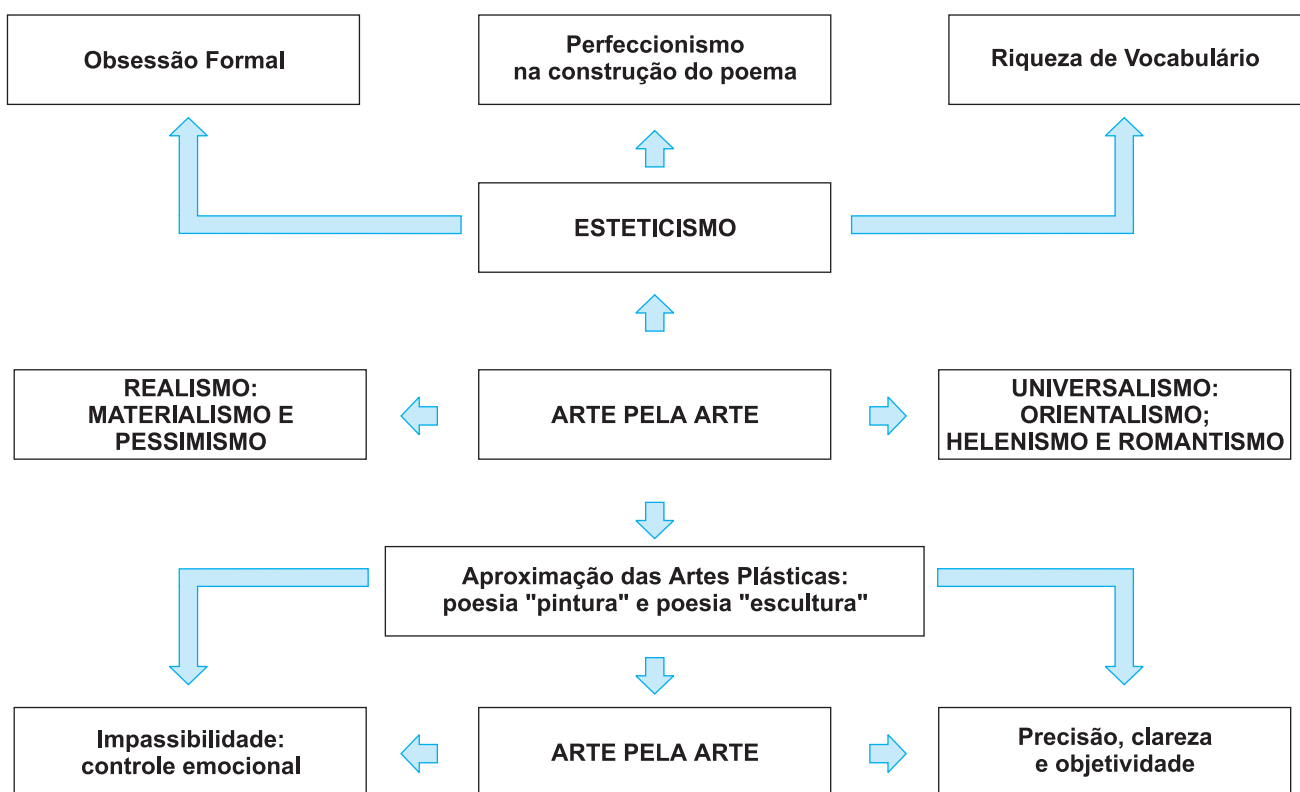 Obsessão Formal
Perfeccionismo
na construção do poema
Riqueza de Vocabulário
ESTETICISMO
REALISMO:
MATERIALISMO E
PESSIMISMO
ARTE PELA ARTE
UNIVERSALISMO:
ORIENTALISMO;
HELENISMO E ROMANTISMO
Aproximação das Artes Plásticas:
poesia "pintura" e poesia "escultura"
Impassibilidade:
controle emocional
ARTE PELA ARTE
Precisão, clareza
e objetividade